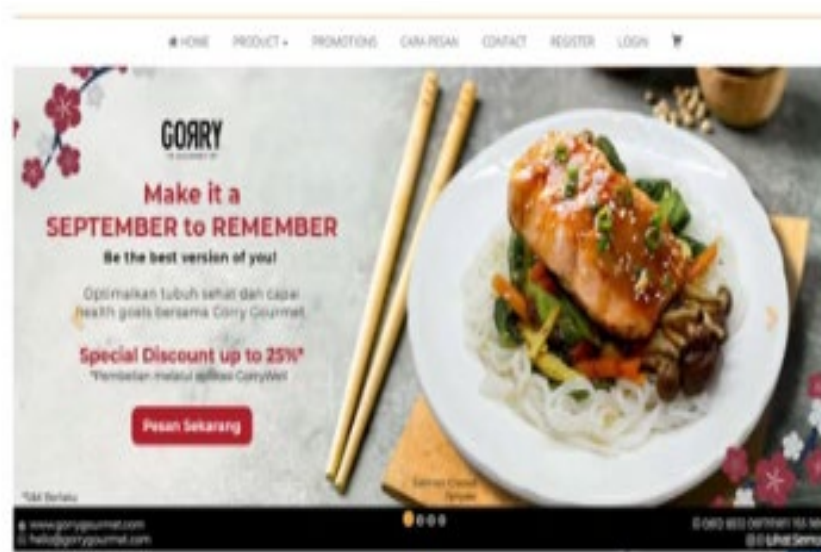 HOME PRODUCT PROMOTIONS CARA PESAN CONTACT REGISTER LOGIN
GORRY
Make it a
SEPTEMBER to REMEMBER
Be the best version of you!
Optimalkan tubuh sehat dan capai
health goals bersama Gorry Gourmet
Special Discount up to 25%*
*Pembelian melalui aplikasi GorryWell
Pesan Sekarang
*S&K Berlaku
www.gorrygourmet.com
hello@gorrygourmet.com